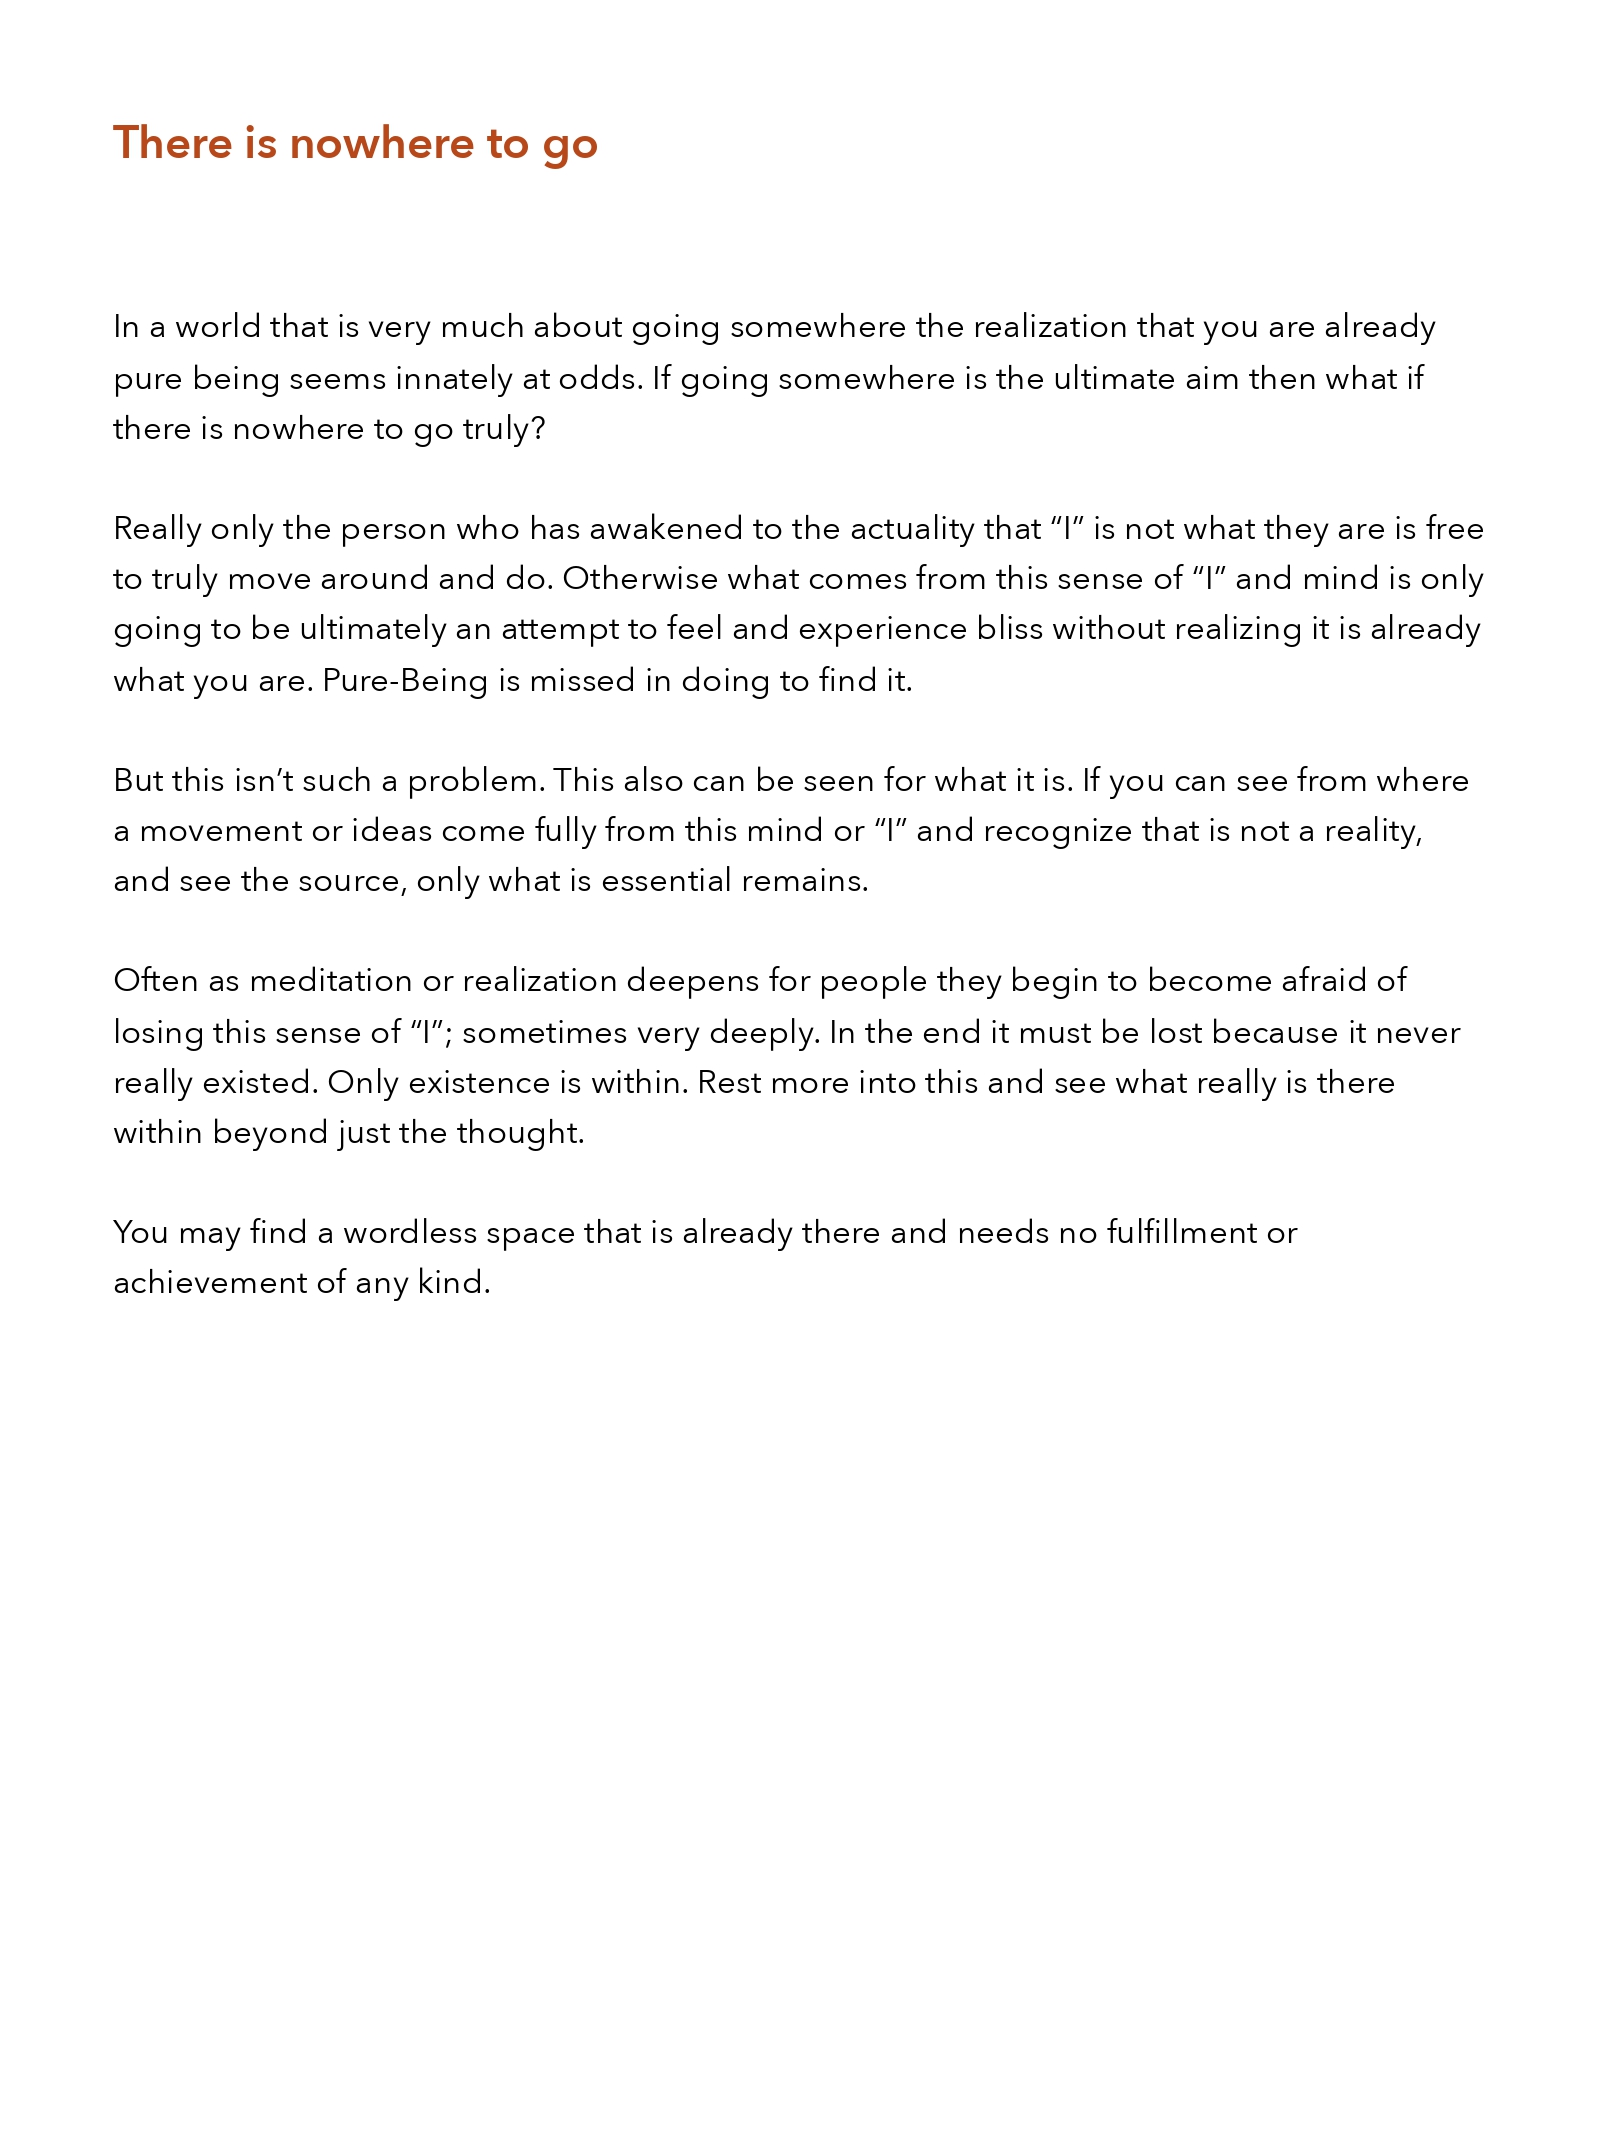 There is nowhere to go
In a world that is very much about going somewhere the realization that you are already
pure being seems innately at odds. If going somewhere is the ultimate aim then what if
there is nowhere to go truly?
Really only the person who has awakened to the actuality that “I” is not what they are is free
to truly move around and do. Otherwise what comes from this sense of “I” and mind is only
going to be ultimately an attempt to feel and experience bliss without realizing it is already
what you are. Pure-Being is missed in doing to find it.
But this isn’t such a problem. This also can be seen for what it is. If you can see from where
a movement or ideas come fully from this mind or “I” and recognize that is not a reality,
and see the source, only what is essential remains.
Often as meditation or realization deepens for people they begin to become afraid of
losing this sense of “I”; sometimes very deeply. In the end it must be lost because it never
really existed. Only existence is within. Rest more into this and see what really is there
within beyond just the thought.
You may find a wordless space that is already there and needs no fulfillment or
achievement of any kind.